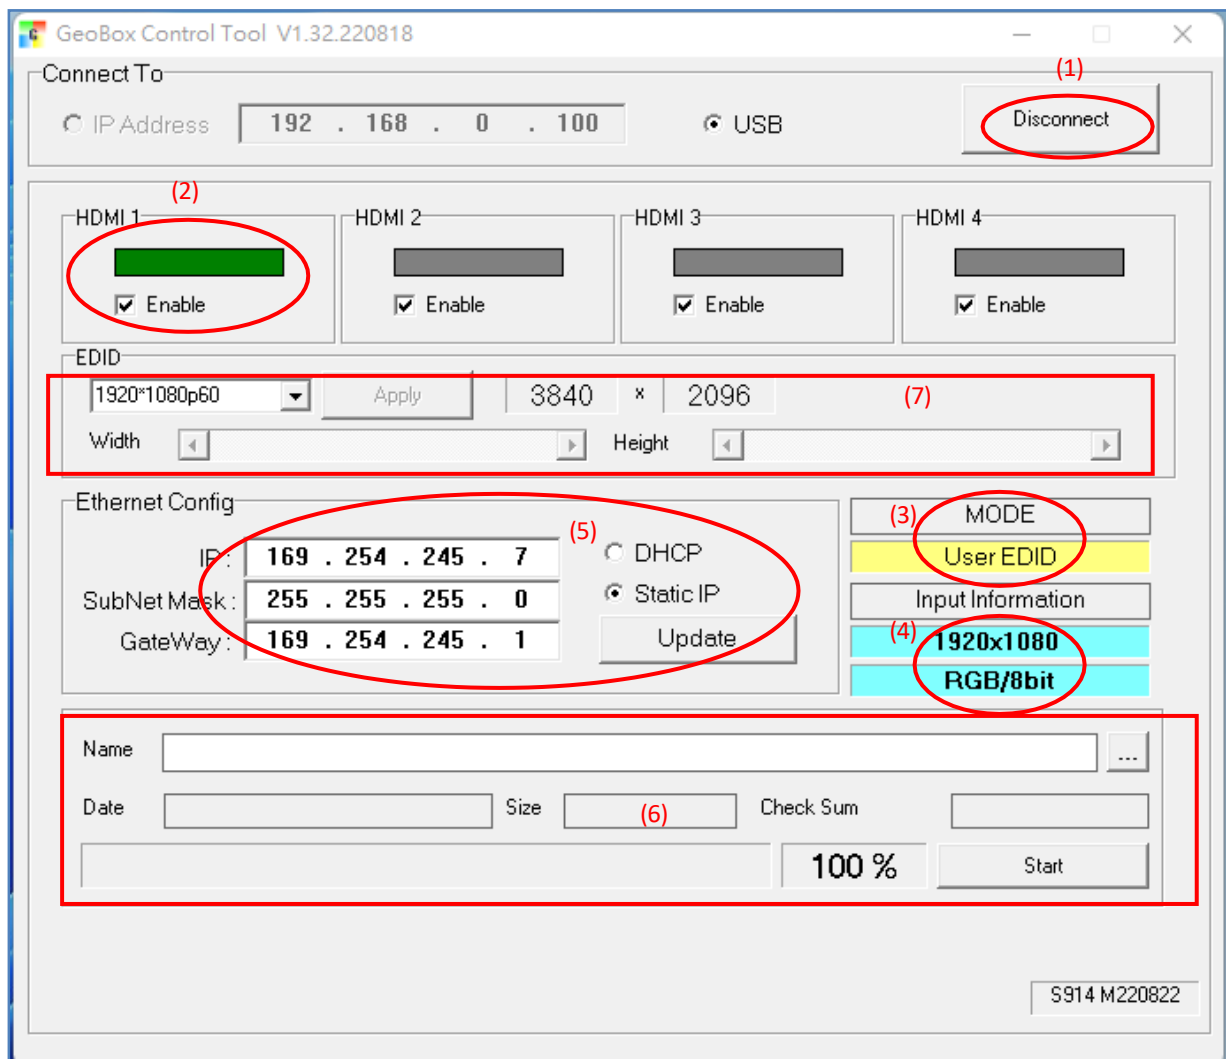 GeoBox Control Tool V1.32.220818
Connect To
(1)
IP Address 192 . 168 . 0 . 100 USB Disconnect
(2)
HDMI 1 HDMI 2 HDMI 3 HDMI 4
Enable Enable Enable Enable
EDID
1920*1080p60 Apply 3840 x 2096 (7)
Width Height
Ethernet Config
(3) MODE
User EDID
(5)
IP : 169 . 254 . 245 . 7 DHCP
SubNet Mask : 255 . 255 . 255 . 0 Static IP
GateWay : 169 . 254 . 245 . 1 Update
Input Information
(4) 1920x1080
RGB/8bit
Name ...
Date Size (6) Check Sum
100 % Start
S914 M220822